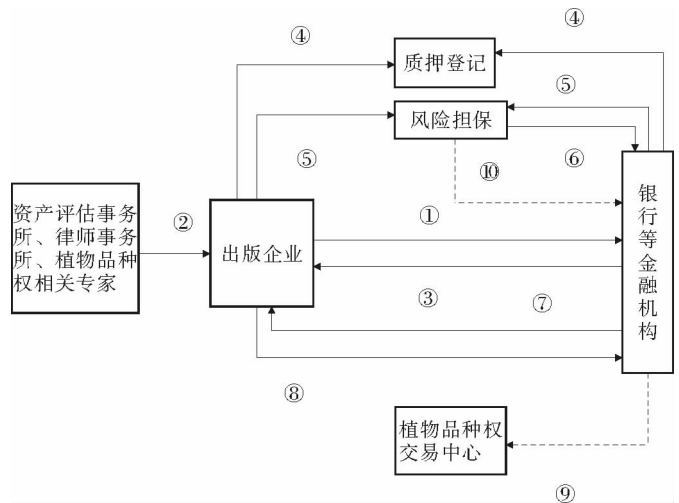 ④
④
质押登记
⑤
风险担保
⑤
⑥
⑩
资产评估事务
所、律师事务
所、植物品种
权相关专家
②
出版企业
①
银行等金融机构
③
⑦
⑧
植物品种权
交易中心
⑨